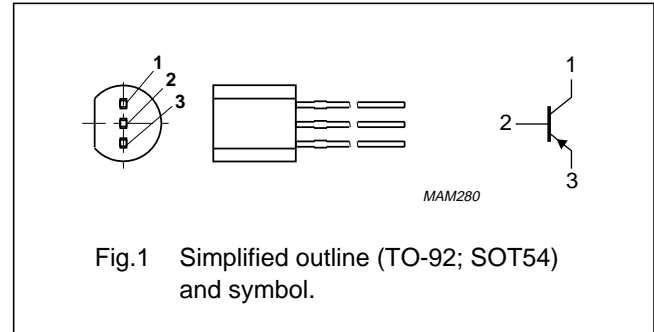 1
2
3
1
2
3
MAM280
Fig.1 Simplified outline (TO-92; SOT54)
and symbol.